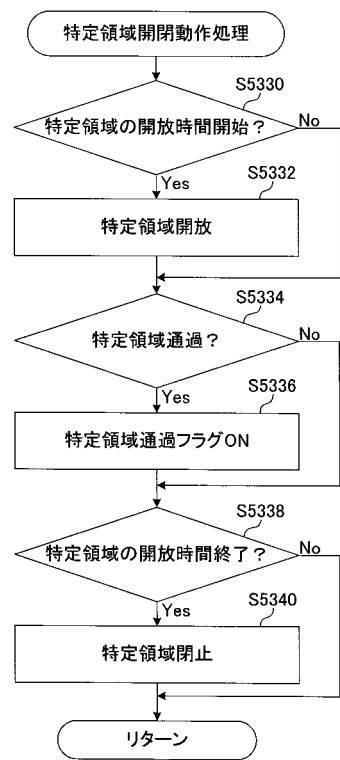 特定領域開閉動作処理
S5330
特定領域の開放時間開始？
No
Yes
S5332
特定領域開放
S5334
特定領域通過？
No
Yes
S5336
特定領域通過フラグON
S5338
特定領域の開放時間終了？
No
Yes
S5340
特定領域閉止
リターン